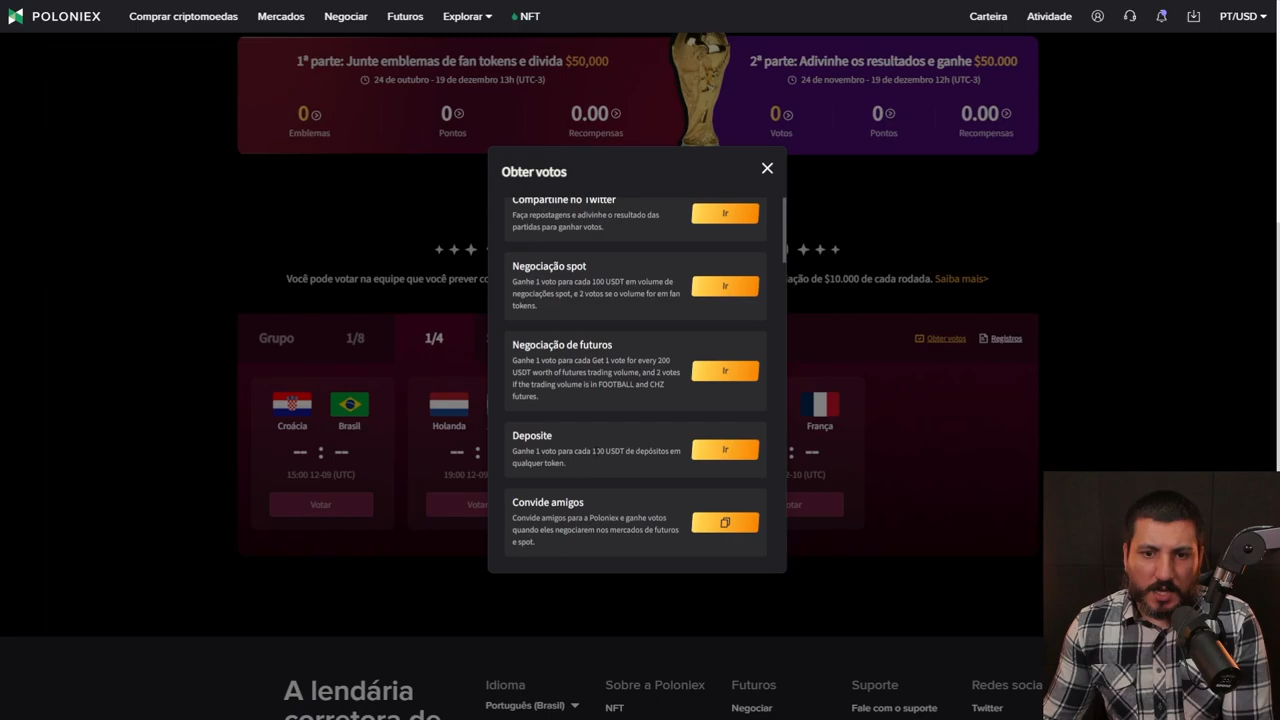 POLONIEX
Comprar criptomoedas
Mercados
Negociar
Futuros
Explorar
NFT
Carteira
Atividade
PT/USD
1ª parte: Junte emblemas de fan tokens e divida $50,000
24 de outubro - 19 de dezembro 13h (UTC-3)
0
Emblemas
0
Pontos
0.00
Recompensas
2ª parte: Adivinhe os resultados e ganhe $50.000
24 de novembro - 19 de dezembro 12h (UTC-3)
0
Votos
0
Pontos
0.00
Recompensas
Você pode votar na equipe que você prever
de $10.000 de cada rodada. Saiba mais>
Grupo
1/8
1/4
Obter votos
Registros
Croácia
Brasil
-- : --
15:00 12-09 (UTC)
Votar
Holanda
-- :
19:00 12-09
França
: --
Obter votos
Compartilhe no Twitter
Faça repostagens e adivinhe o resultado das
partidas para ganhar votos.
Ir
Negociação spot
Ganhe 1 voto para cada 100 USDT em volume de
negociações spot, e 2 votos se o volume for em fan
tokens.
Ir
Negociação de futuros
Ganhe 1 voto para cada Get 1 vote for every 200
USDT worth of futures trading volume, and 2 votes
if the trading volume is in FOOTBALL and CHZ
futures.
Ir
Deposite
Ganhe 1 voto para cada 100 USDT de depósitos em
qualquer token.
Ir
Convide amigos
Convide amigos para a Poloniex e ganhe votos
quando eles negociarem nos mercados de futuros
e spot.
A lendária
corretora de
Idioma
Português (Brasil)
Sobre a Poloniex
NFT
Futuros
Negociar
Suporte
Fale com o suporte
Redes socia
Twitter